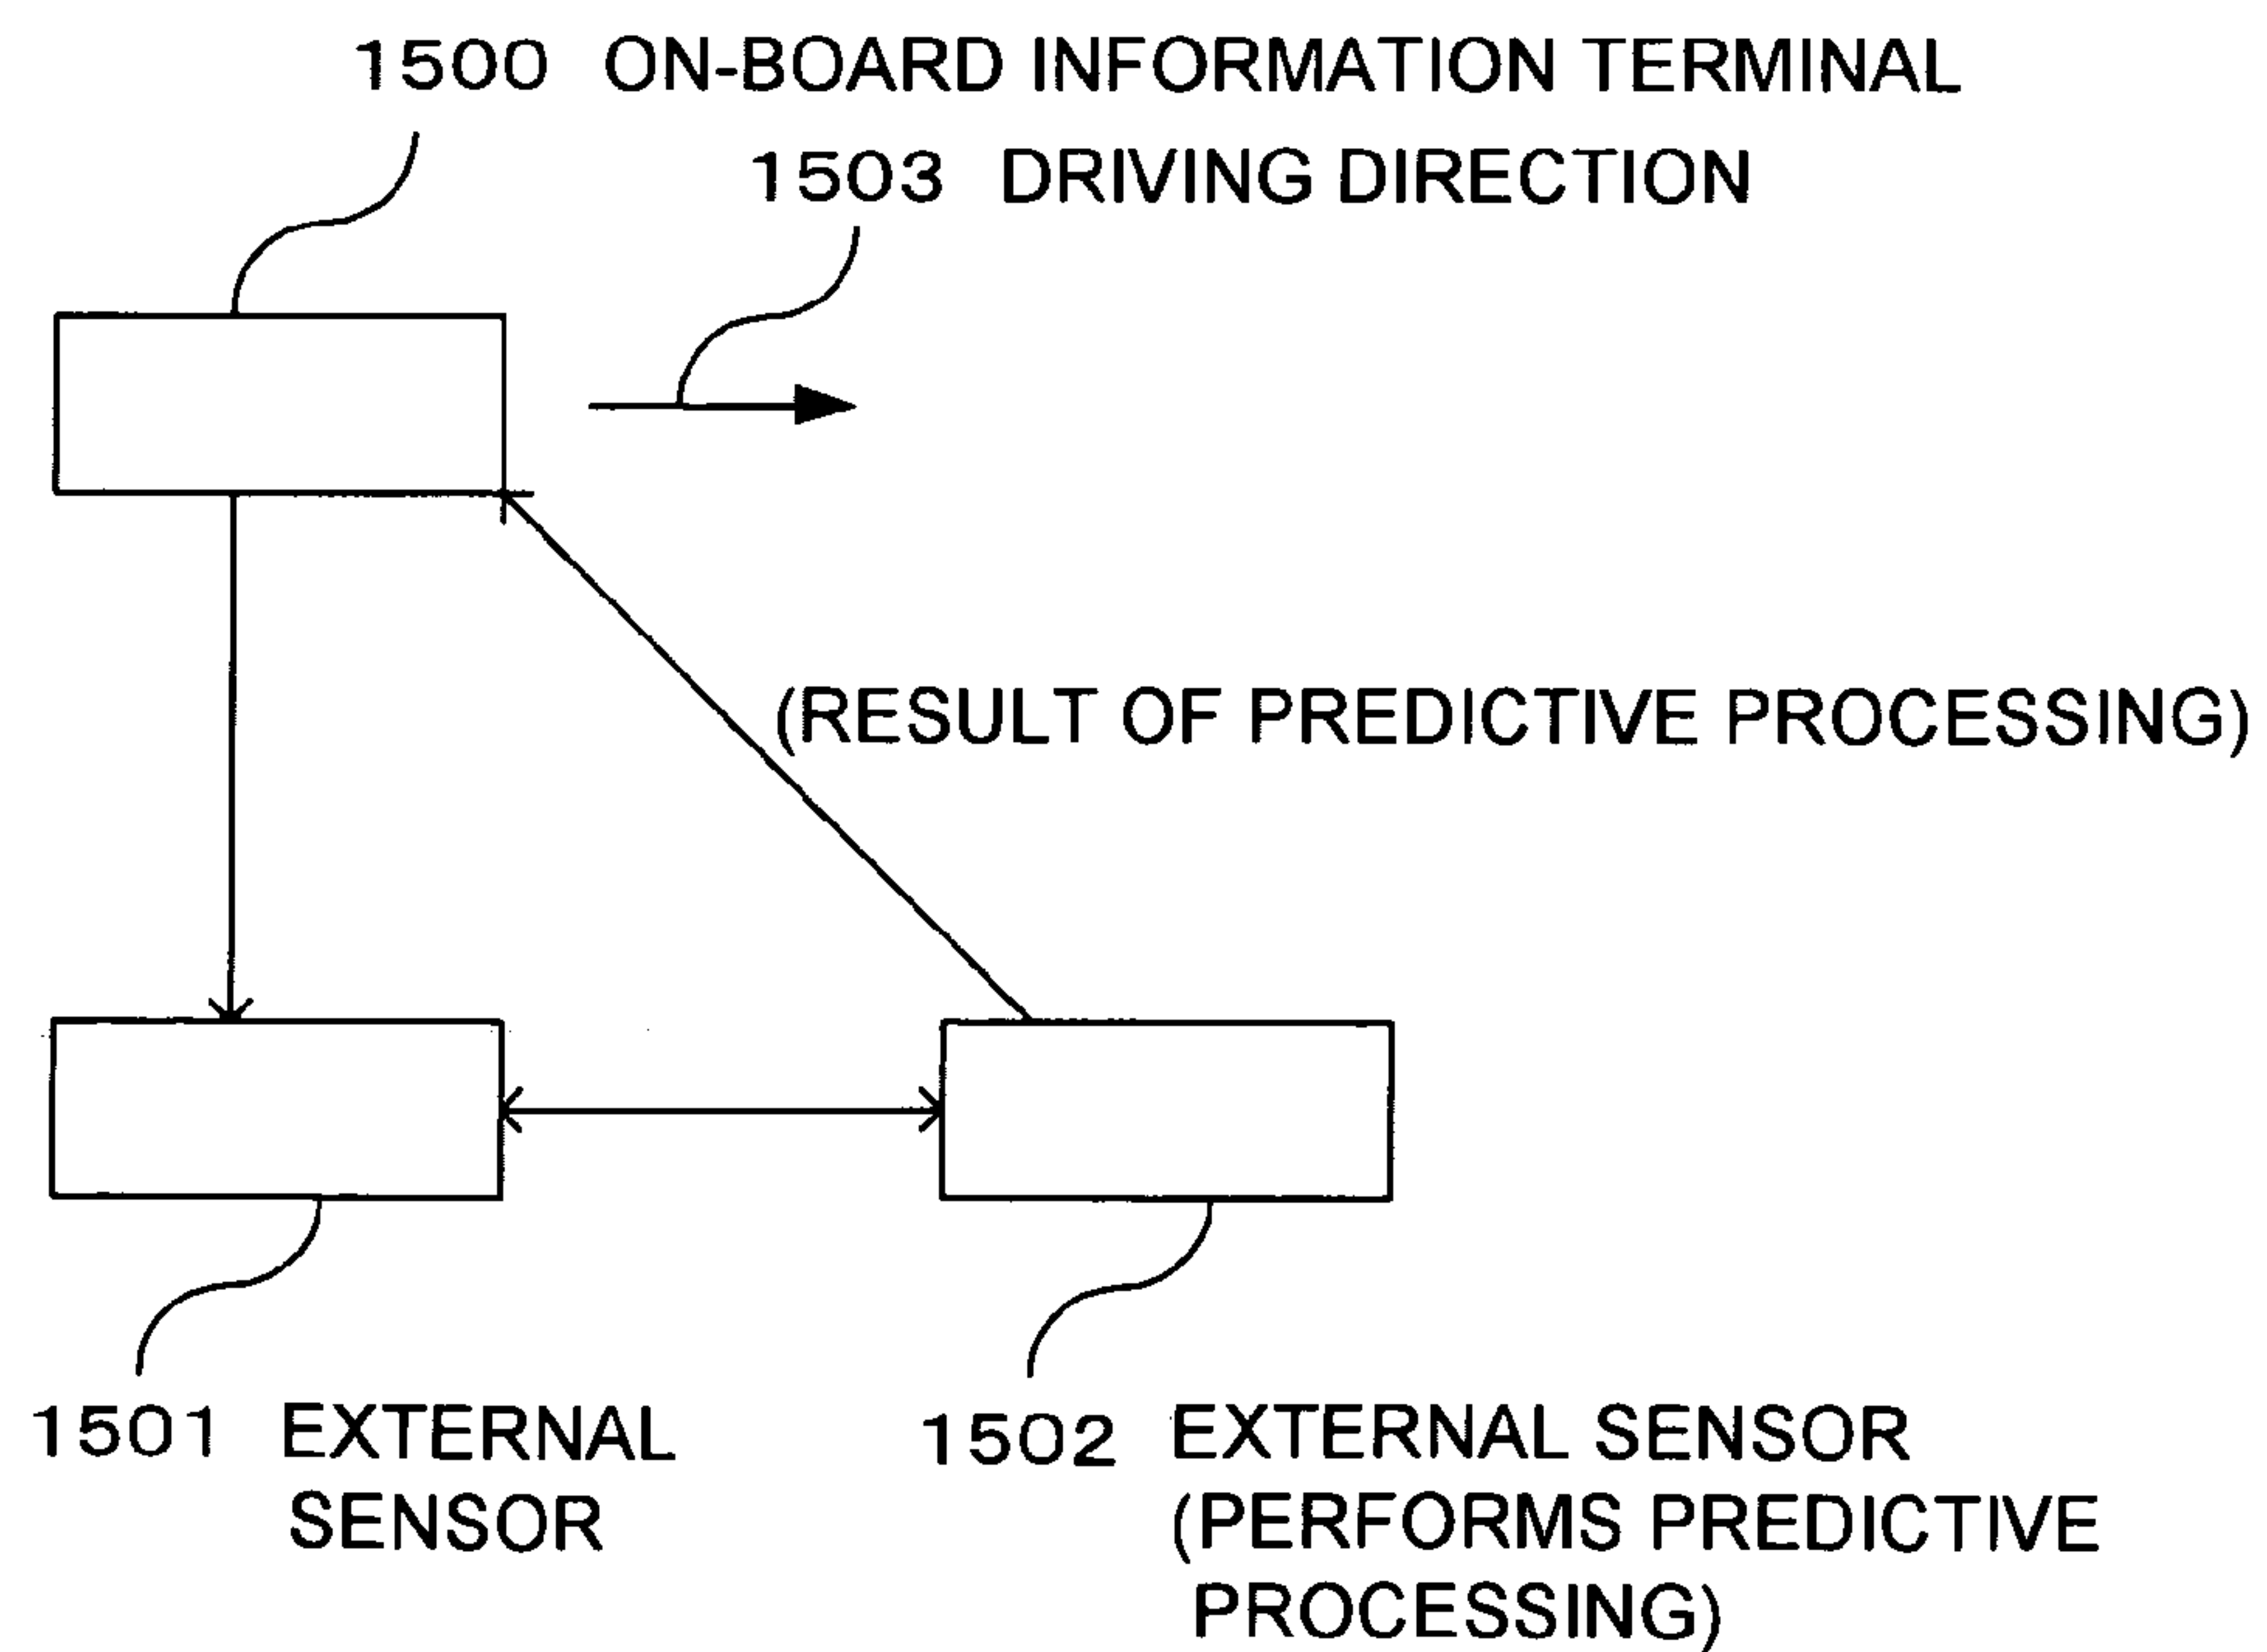 1500 ON-BOARD INFORMATION TERMINAL
1503 DRIVING DIRECTION
(RESULT OF PREDICTIVE PROCESSING)
1501 EXTERNAL
SENSOR
1502 EXTERNAL SENSOR
(PERFORMS PREDICTIVE
PROCESSING)